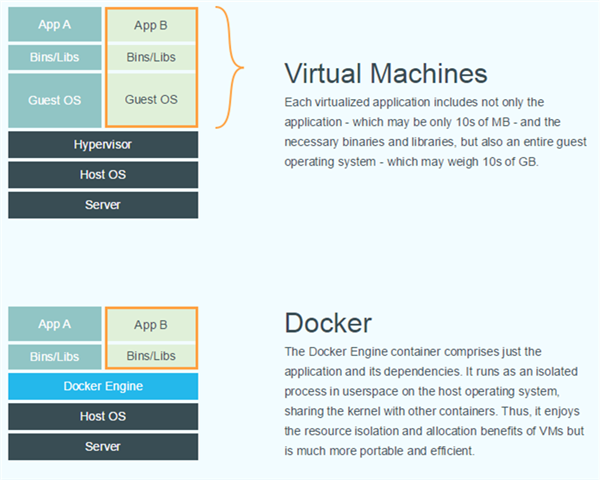 App A
App B
Bins/Libs
Bins/Libs
Guest OS
Guest OS
Hypervisor
Host OS
Server
Virtual Machines
Each virtualized application includes not only the
application - which may be only 10s of MB - and the
necessary binaries and libraries, but also an entire guest
operating system - which may weigh 10s of GB.
App A
App B
Bins/Libs
Bins/Libs
Docker Engine
Host OS
Server
Docker
The Docker Engine container comprises just the
application and its dependencies. It runs as an isolated
process in userspace on the host operating system,
sharing the kernel with other containers. Thus, it enjoys
the resource isolation and allocation benefits of VMs but
is much more portable and efficient.